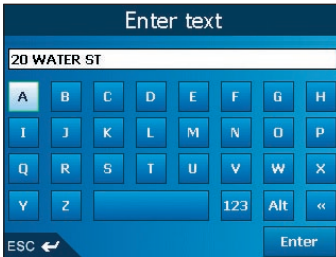 Enter text
20 WATER ST
A B C D E F G H
I J K L M N O P
Q R S T U V W X
Y Z 123 Alt «
ESC Enter